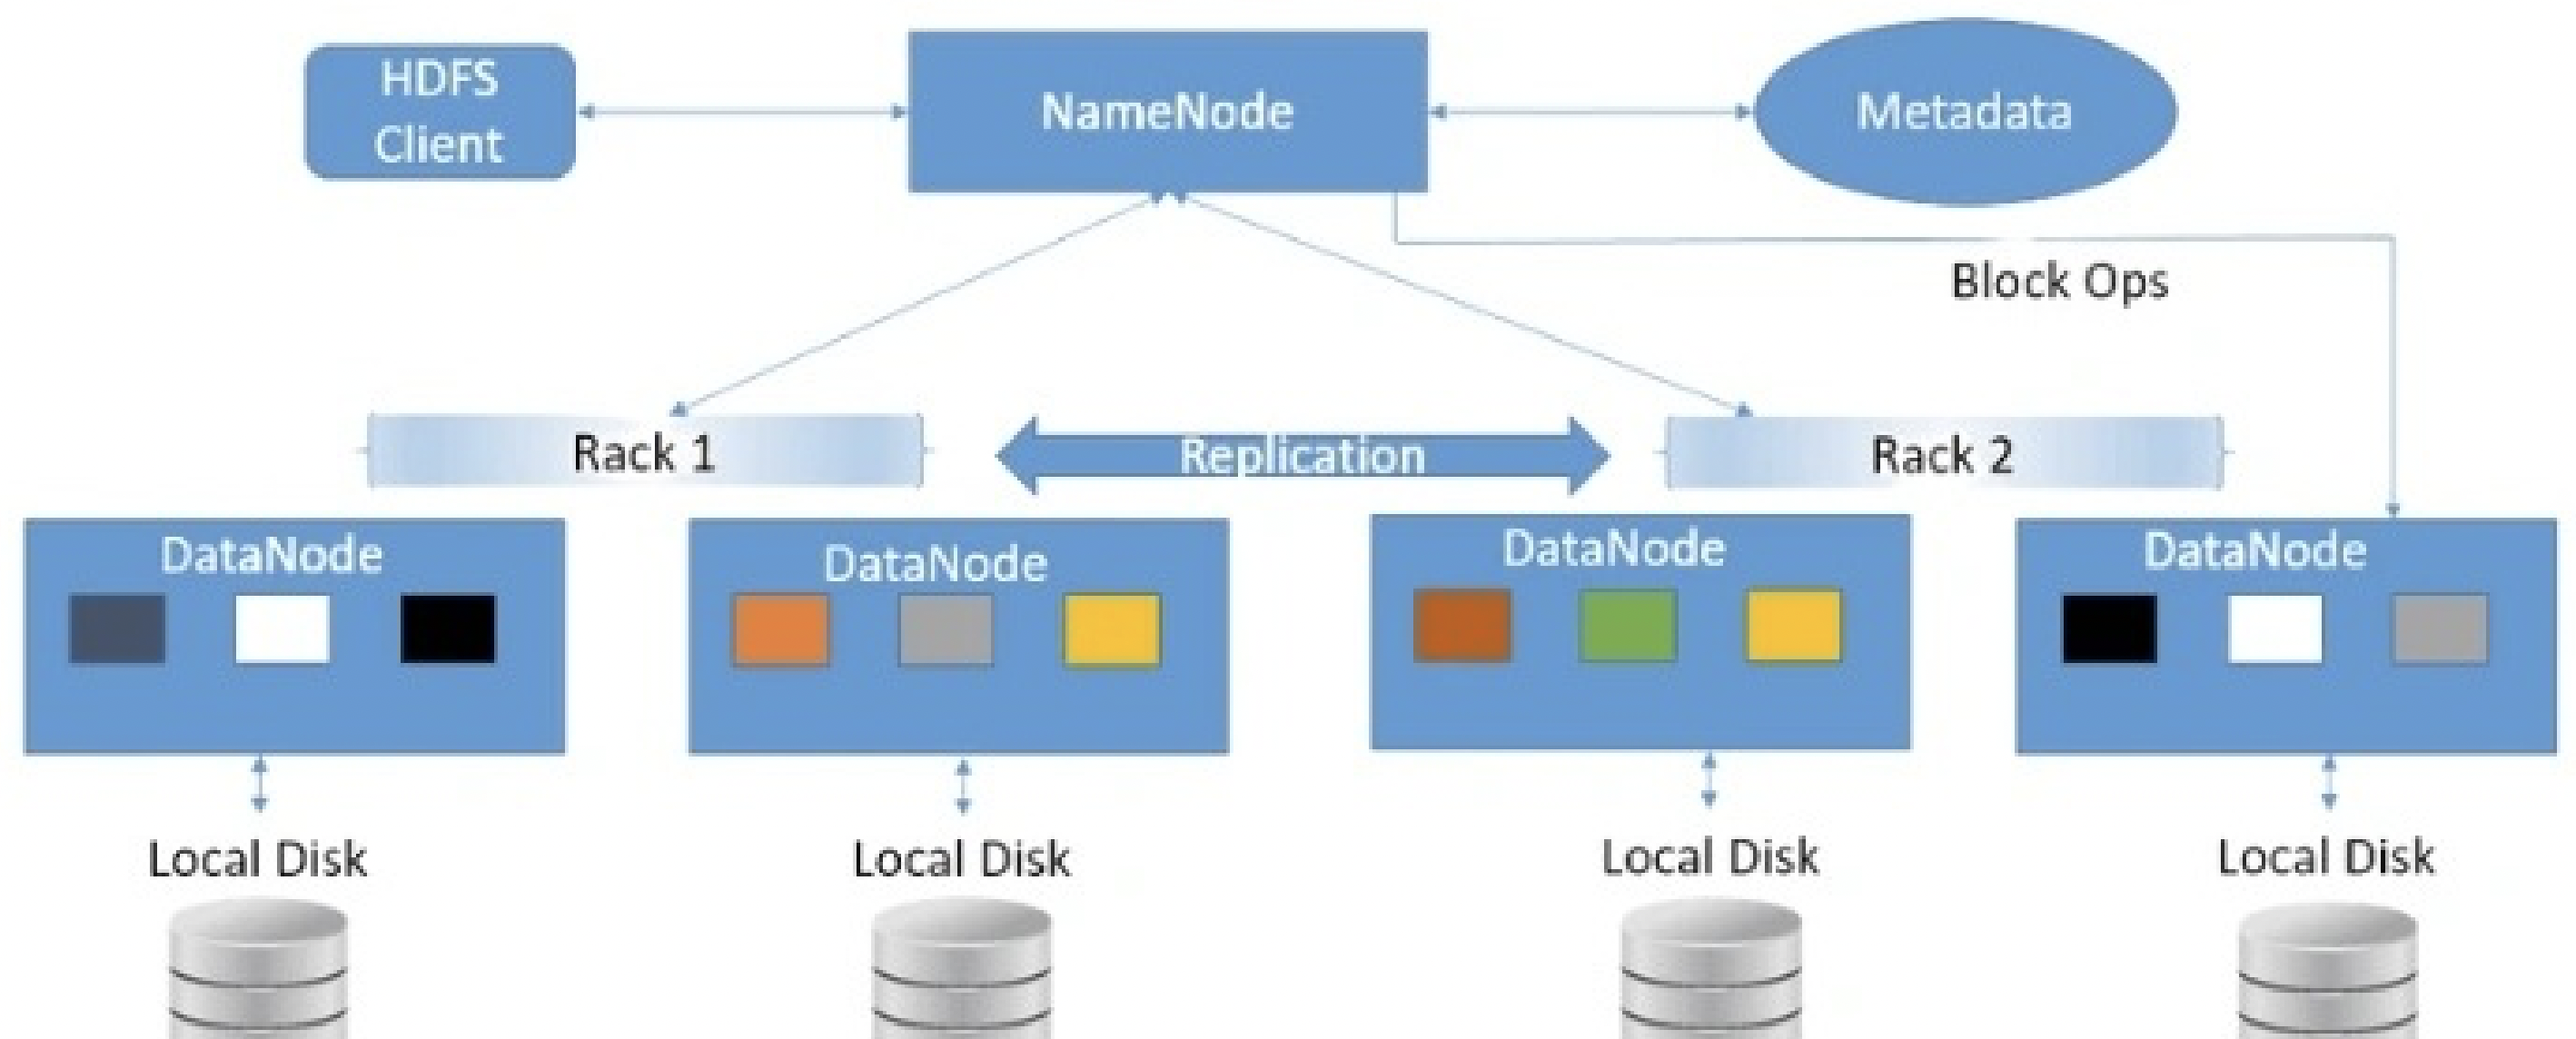 HDFS
Client
NameNode
Metadata
Block Ops
Rack 1
Replication
Rack 2
DataNode
DataNode
DataNode
DataNode
Local Disk
Local Disk
Local Disk
Local Disk